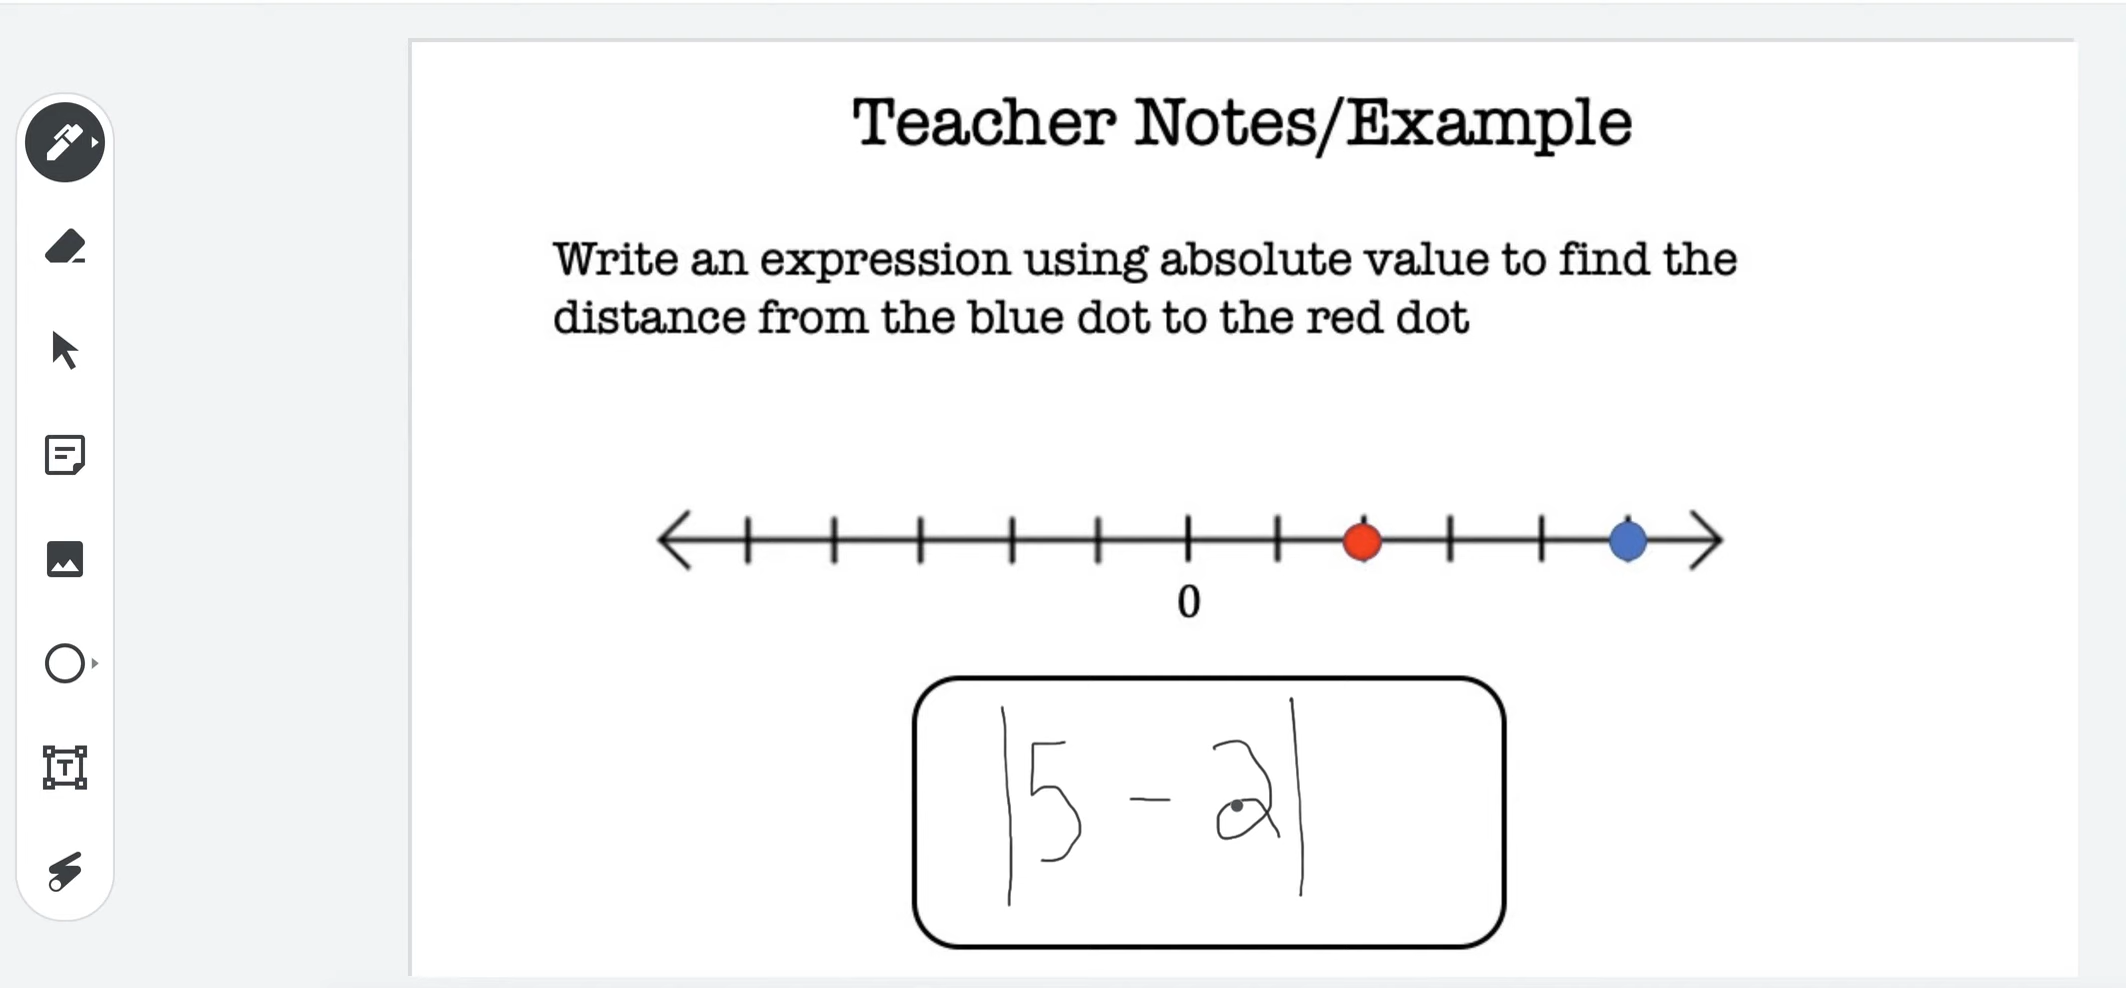 Teacher Notes/Example
Write an expression using absolute value to find the
distance from the blue dot to the red dot
0
|5 - 2|
T